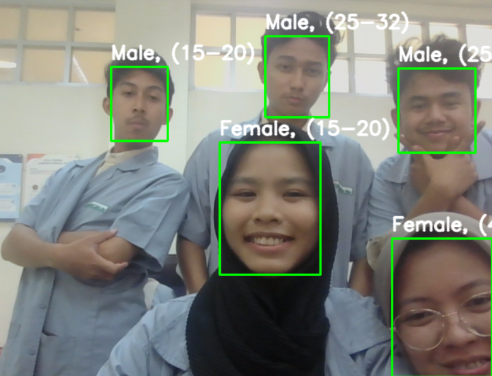 Male, (25-32)
Male, (15-20)
Male, (25
Female, (15-20)
Female, (4